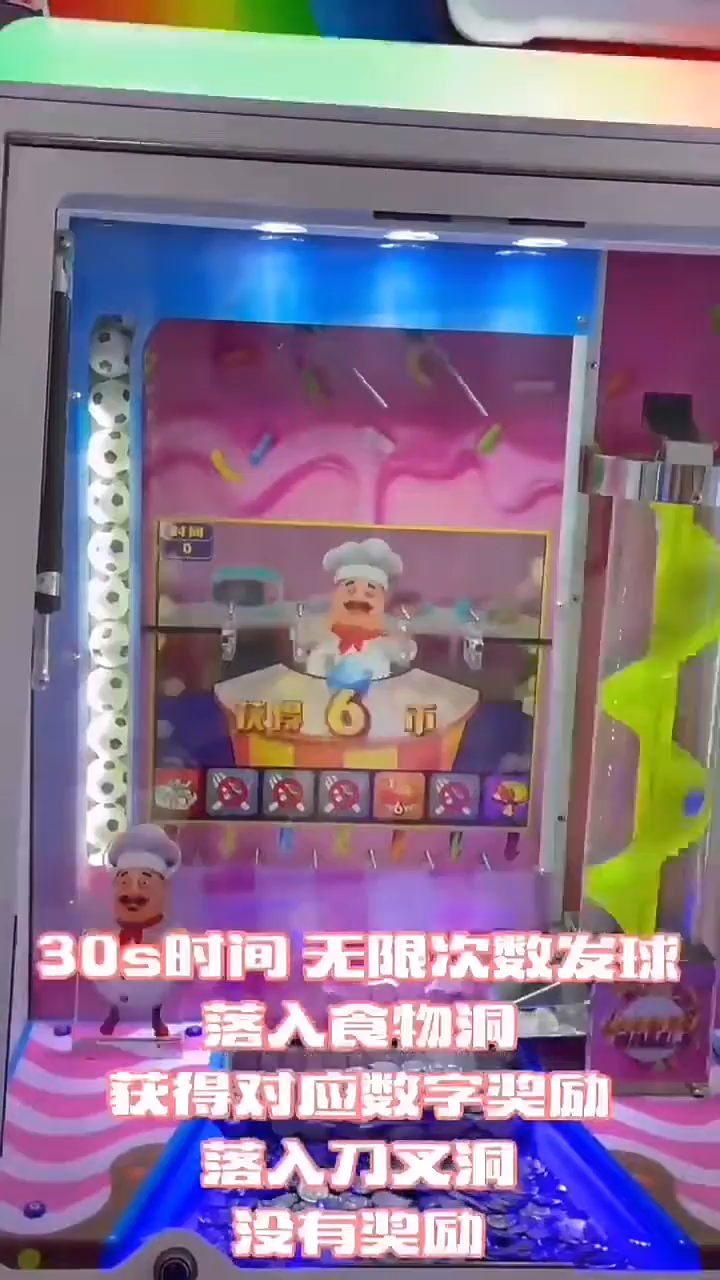 时间
0
获得 6 币
30s时间 无限次数发球
落入食物洞
获得对应数字奖励
落入刀叉洞
没有奖励